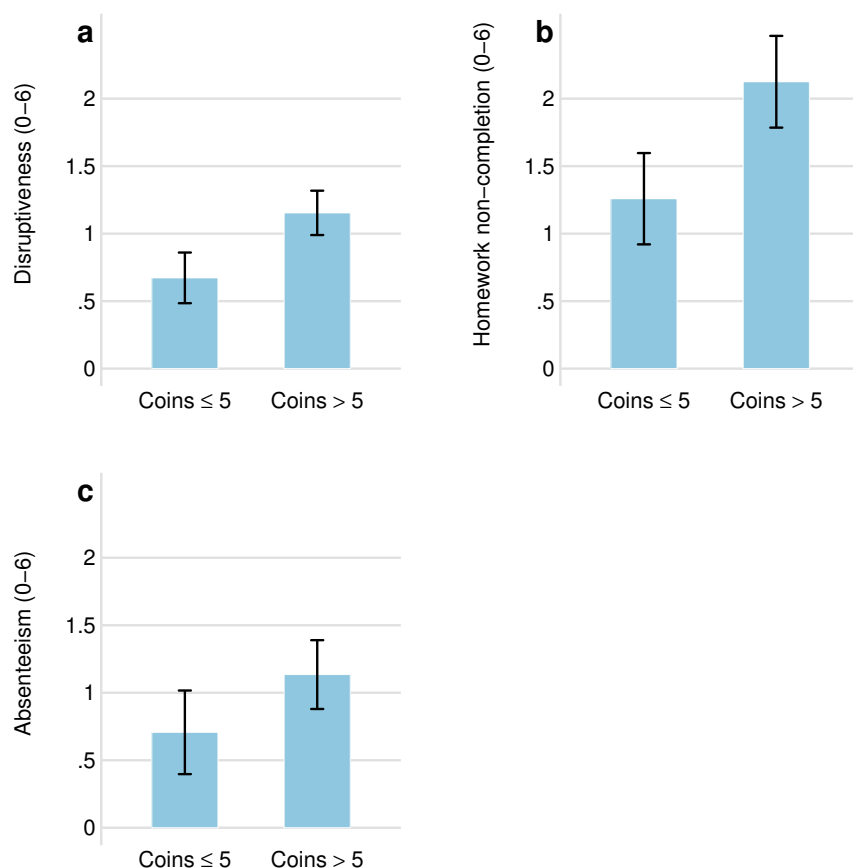 a
Disruptiveness (0−6)
2
1.5
1
.5
0
Coins ≤ 5
Coins > 5
b
Homework non−completion (0−6)
2
1.5
1
.5
0
Coins ≤ 5
Coins > 5
c
Absenteeism (0−6)
2
1.5
1
.5
0
Coins ≤ 5
Coins > 5